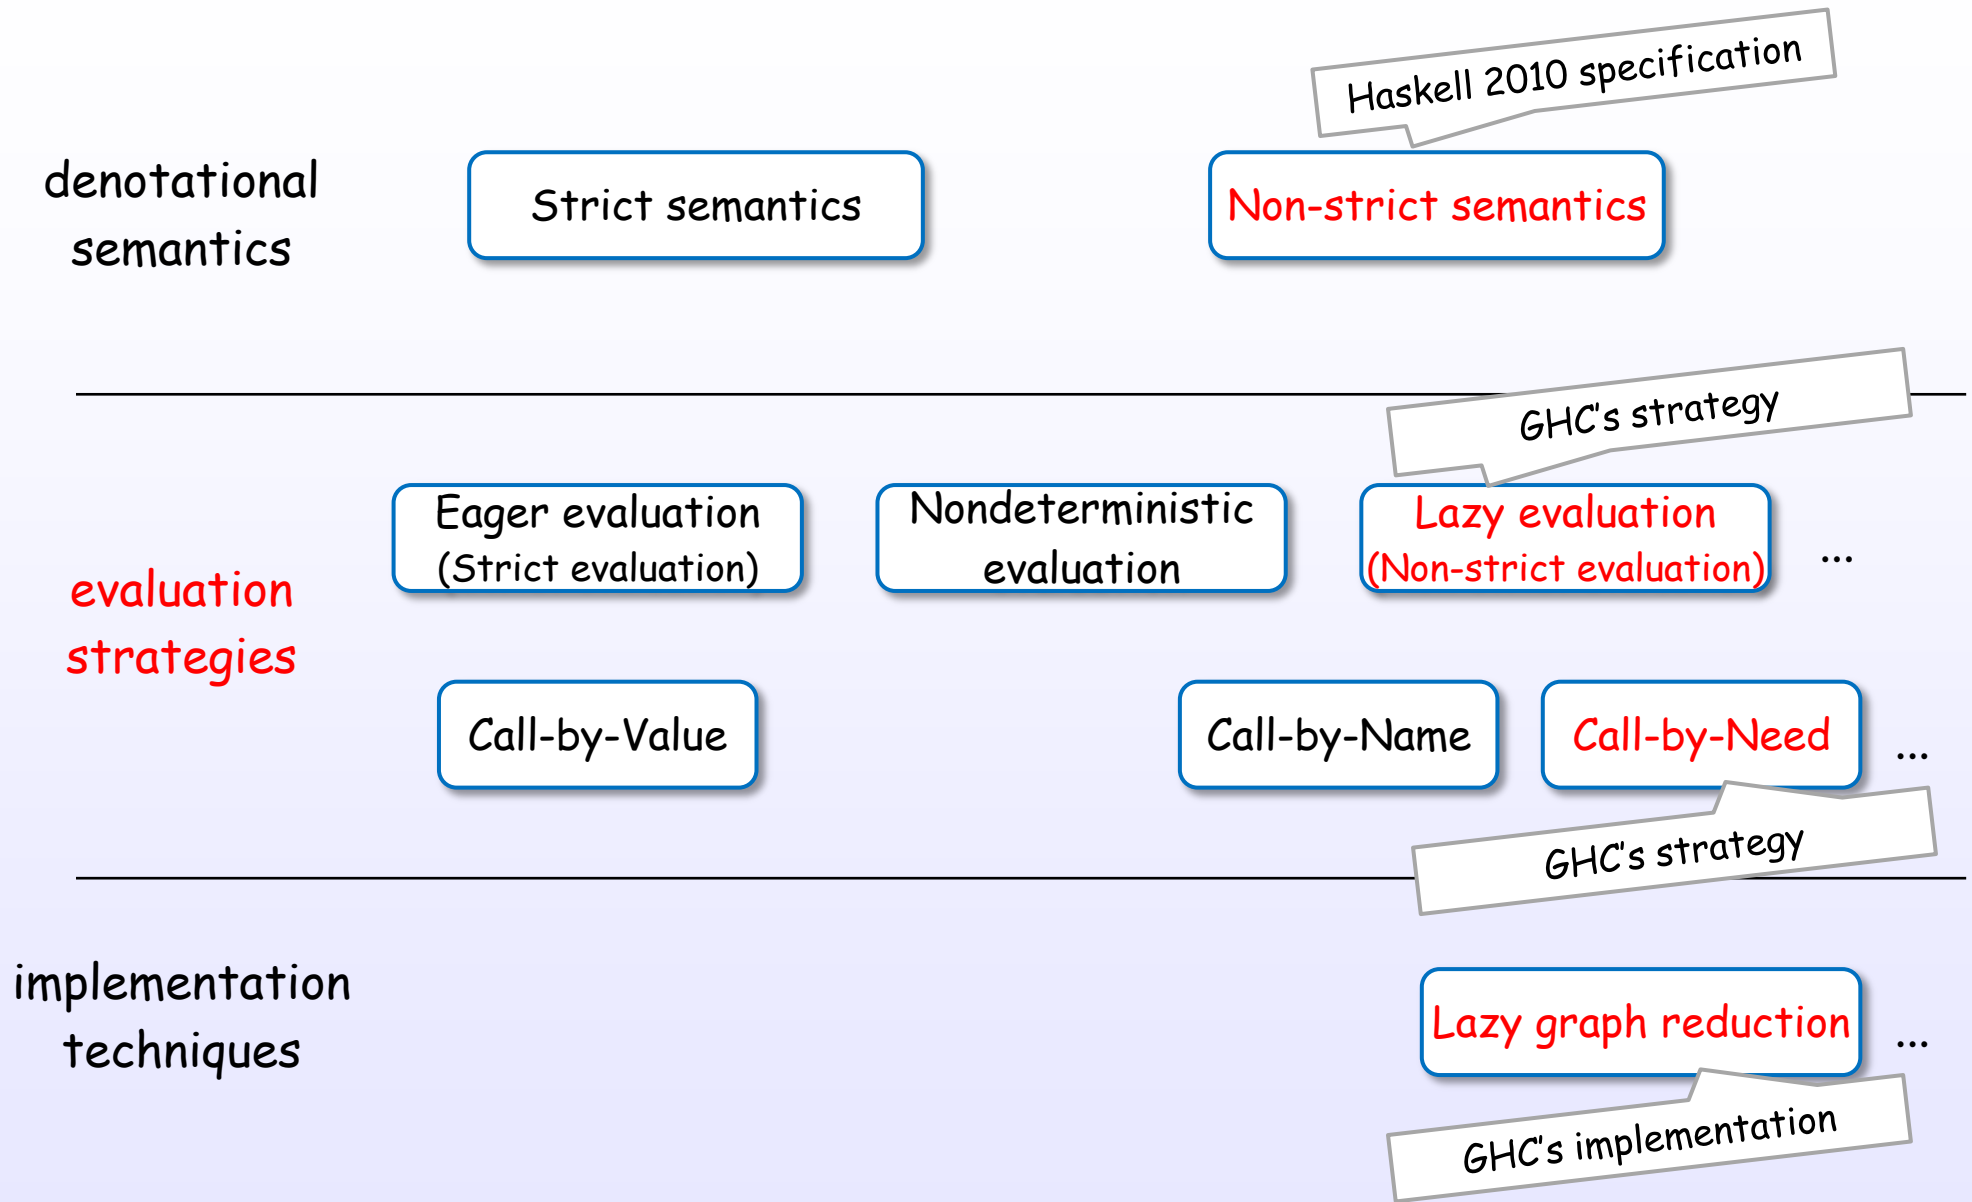 Haskell 2010 specification
denotational
semantics
Strict semantics
Non-strict semantics
GHC's strategy
evaluation
strategies
Eager evaluation
(Strict evaluation)
Nondeterministic
evaluation
Lazy evaluation
(Non-strict evaluation)
...
Call-by-Value
Call-by-Name
Call-by-Need
...
GHC's strategy
implementation
techniques
Lazy graph reduction
...
GHC's implementation